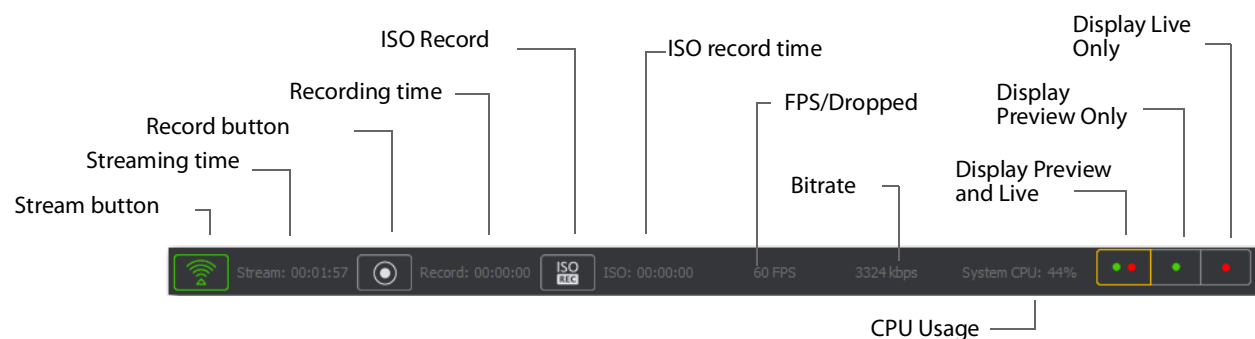 Display Live
Only
ISO Record
ISO record time
Recording time
FPS/Dropped
Display
Preview Only
Record button
Streaming time
Bitrate
Display Preview
and Live
Stream button
Stream: 00:01:57
Record: 00:00:00
ISO
REC
ISO: 00:00:00
60 FPS
3324 kbps
System CPU: 44%
CPU Usage